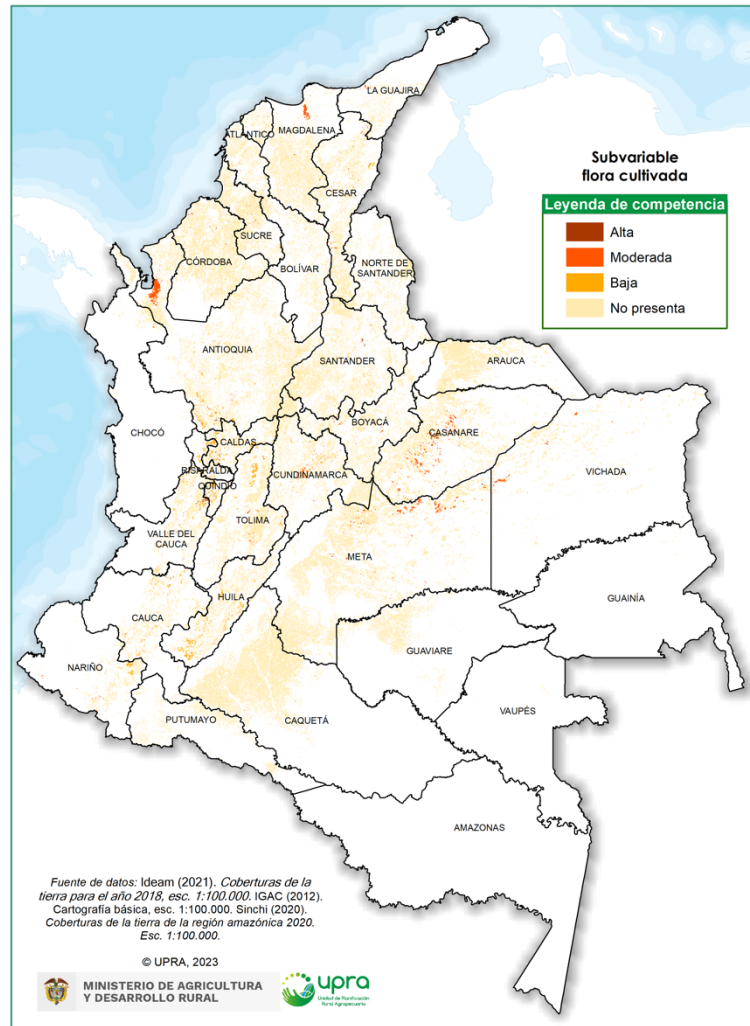 LA GUAJIRA
ATLÁNTICO
MAGDALENA
CESAR
SUCRE
CÓRDOBA
BOLÍVAR
NORTE DE
SANTANDER
ANTIOQUIA
SANTANDER
ARAUCA
CHOCÓ
BOYACÁ
CALDAS
CASANARE
RISARALDA
CUNDINAMARCA
QUINDÍO
VICHADA
TOLIMA
VALLE DEL
CAUCA
META
GUAINÍA
HUILA
CAUCA
GUAVIARE
NARIÑO
VAUPÉS
PUTUMAYO
CAQUETÁ
AMAZONAS
Subvariable
flora cultivada
Leyenda de competencia
Alta
Moderada
Baja
No presenta
Fuente de datos: Ideam (2021). Coberturas de la
tierra para el año 2018, esc. 1:100.000. IGAC (2012).
Cartografía básica, esc. 1:100.000. Sinchi (2020).
Coberturas de la tierra de la región amazónica 2020.
Esc. 1:100.000.
© UPRA, 2023
MINISTERIO DE AGRICULTURA
Y DESARROLLO RURAL
upra
Unidad de Planificación
Rural Agropecuaria